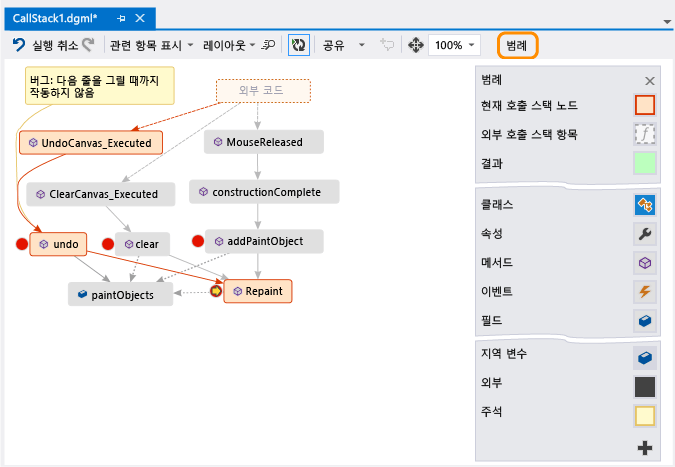 CallStack1.dgml*
실행 취소
관련 항목 표시
레이아웃
공유
100%
범례
버그: 다음 줄을 그릴 때까지
작동하지 않음
외부 코드
UndoCanvas_Executed
MouseReleased
ClearCanvas_Executed
constructionComplete
undo
clear
addPaintObject
paintObjects
Repaint
범례
현재 호출 스택 노드
외부 호출 스택 항목
결과
클래스
속성
메서드
이벤트
필드
지역 변수
외부
주석